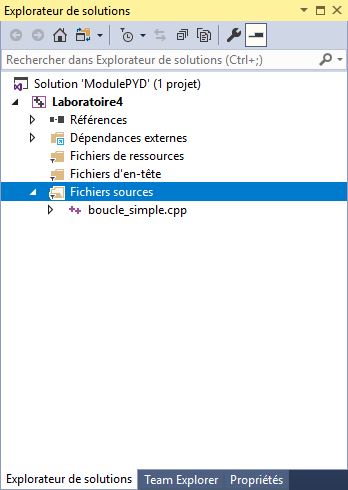 Explorateur de solutions
Rechercher dans Explorateur de solutions (Ctrl+;)
Solution 'ModulePYD' (1 projet)
Laboratoire4
Références
Dépendances externes
Fichiers de ressources
Fichiers d'en-tête
Fichiers sources
boucle_simple.cpp
Explorateur de solutions Team Explorer Propriétés